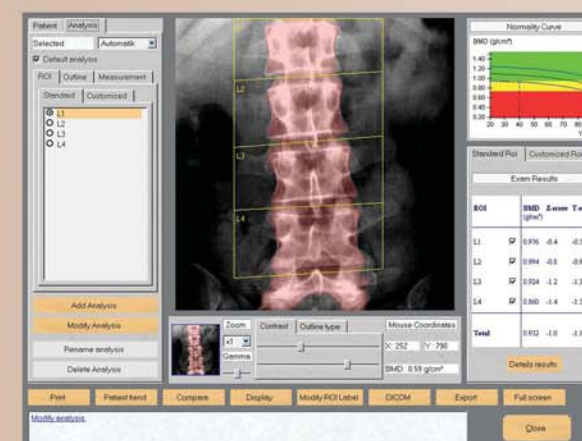 Patient Analysis
Selected Automatik
Default analysis
ROI Outline Measurement
Standard Customized
L1
L2
L3
L4
Add Analysis
Modify Analysis
Rename analysis
Delete Analysis
L2
L3
L4
Zoom
x1
Gamma
Contrast Outline type
Mouse Coordinates
X: 252 Y: 790
BMD 0.59 g/cm²
Normality Curve
BMD (g/cm²)
1.40
1.20
1.00
0.80
0.60
0.40
0.20
20 30 40 50 60 70 80
Standard Roi Customized Roi
Exam Results
ROI BMD Z-score
(g/cm²)
L1 0.976 -0.4
L2 0.994 -0.8
L3 0.924 -1.2
L4 0.860 -1.4
Total 0.932 -1.0
Details results
Print Patient trend Compare Display Modify ROI Label DICOM Export Full screen
Modify analysis
Close